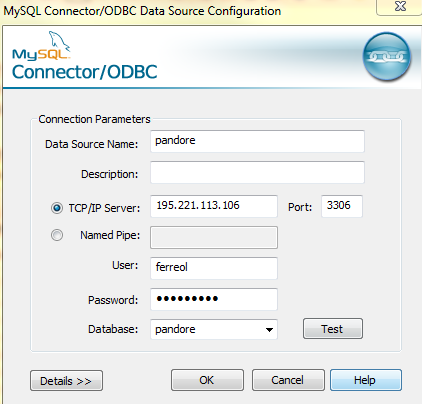 MySQL Connector/ODBC Data Source Configuration
MySQL
Connector/ODBC
Connection Parameters
Data Source Name: pandore
Description:
TCP/IP Server: 195.221.113.106 Port: 3306
Named Pipe:
User: ferreol
Password: •••••••••
Database: pandore Test
Details >> OK Cancel Help